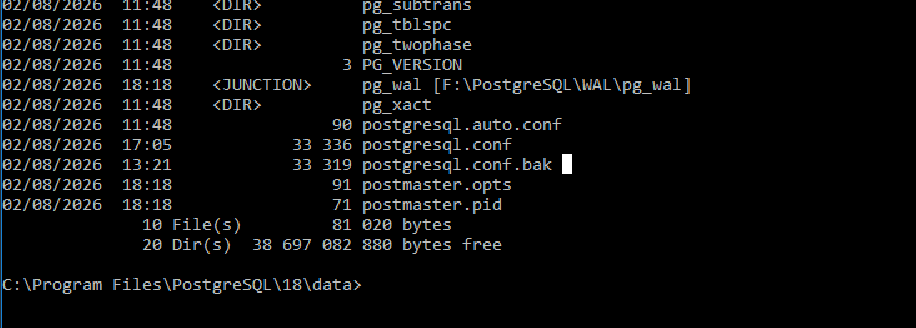 02/08/2026  11:48    <DIR>          pg_subtrans
02/08/2026  11:48    <DIR>          pg_tblspc
02/08/2026  11:48    <DIR>          pg_twophase
02/08/2026  11:48                 3 PG_VERSION
02/08/2026  18:18    <JUNCTION>     pg_wal [F:\PostgreSQL\WAL\pg_wal]
02/08/2026  11:48    <DIR>          pg_xact
02/08/2026  11:48                90 postgresql.auto.conf
02/08/2026  17:05            33 336 postgresql.conf
02/08/2026  13:21            33 319 postgresql.conf.bak
02/08/2026  18:18                91 postmaster.opts
02/08/2026  18:18                71 postmaster.pid
10 File(s)         81 020 bytes
20 Dir(s)  38 697 082 880 bytes free
C:\Program Files\PostgreSQL\18\data>